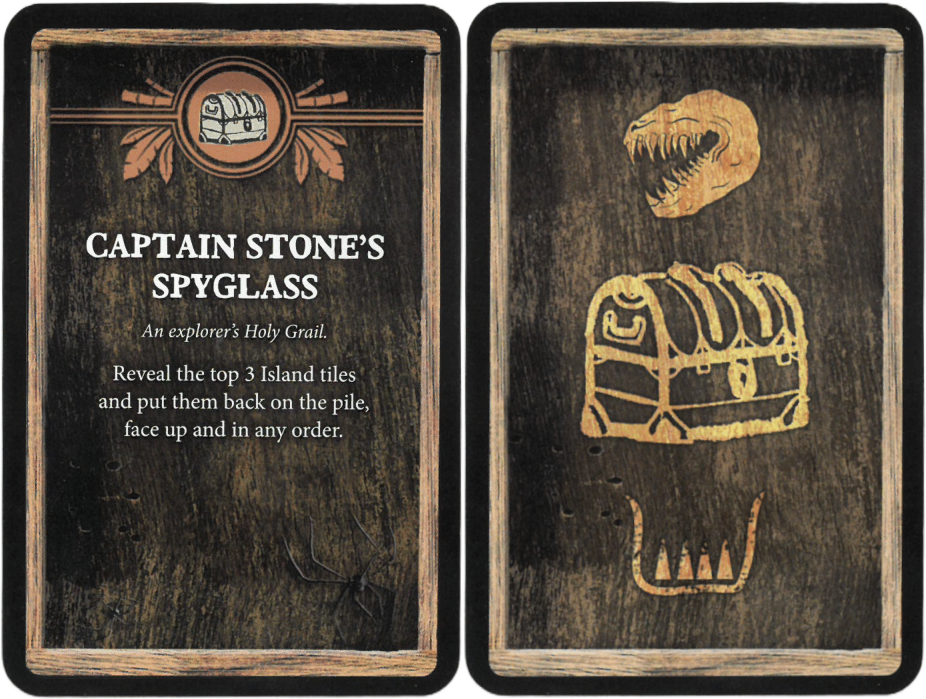 CAPTAIN STONE'S
SPYGLASS
An explorer's Holy Grail.
Reveal the top 3 Island tiles
and put them back on the pile,
face up and in any order.